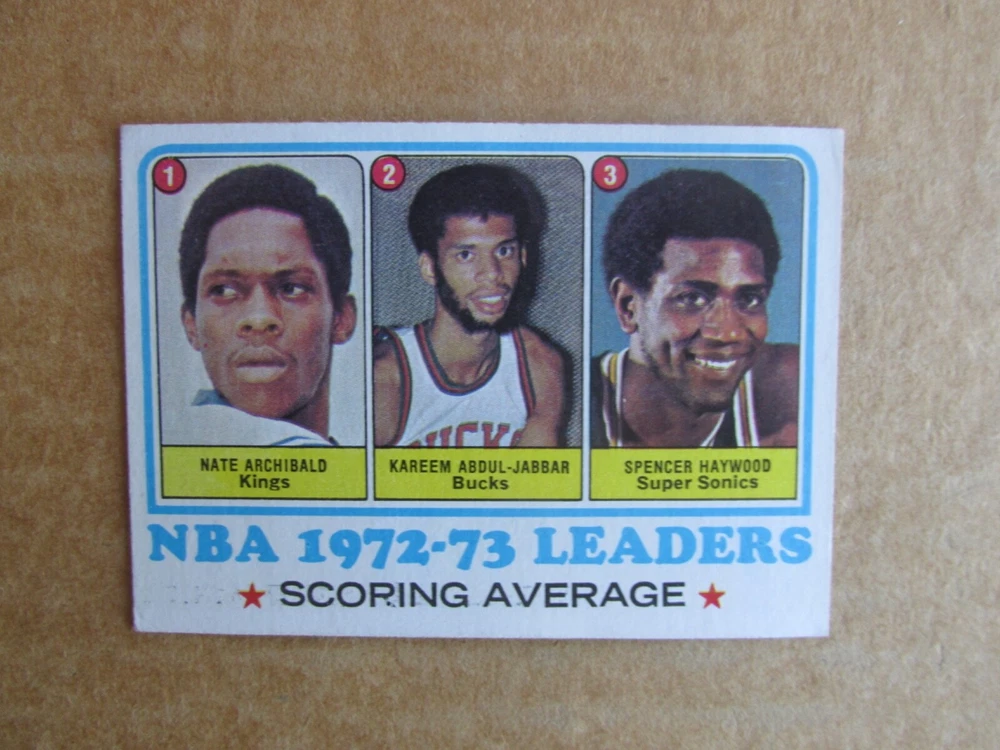 1
2
3
BUCKS
NATE ARCHIBALD
Kings
KAREEM ABDUL-JABBAR
Bucks
SPENCER HAYWOOD
Super Sonics
NBA 1972-73 LEADERS
★ SCORING AVERAGE ★